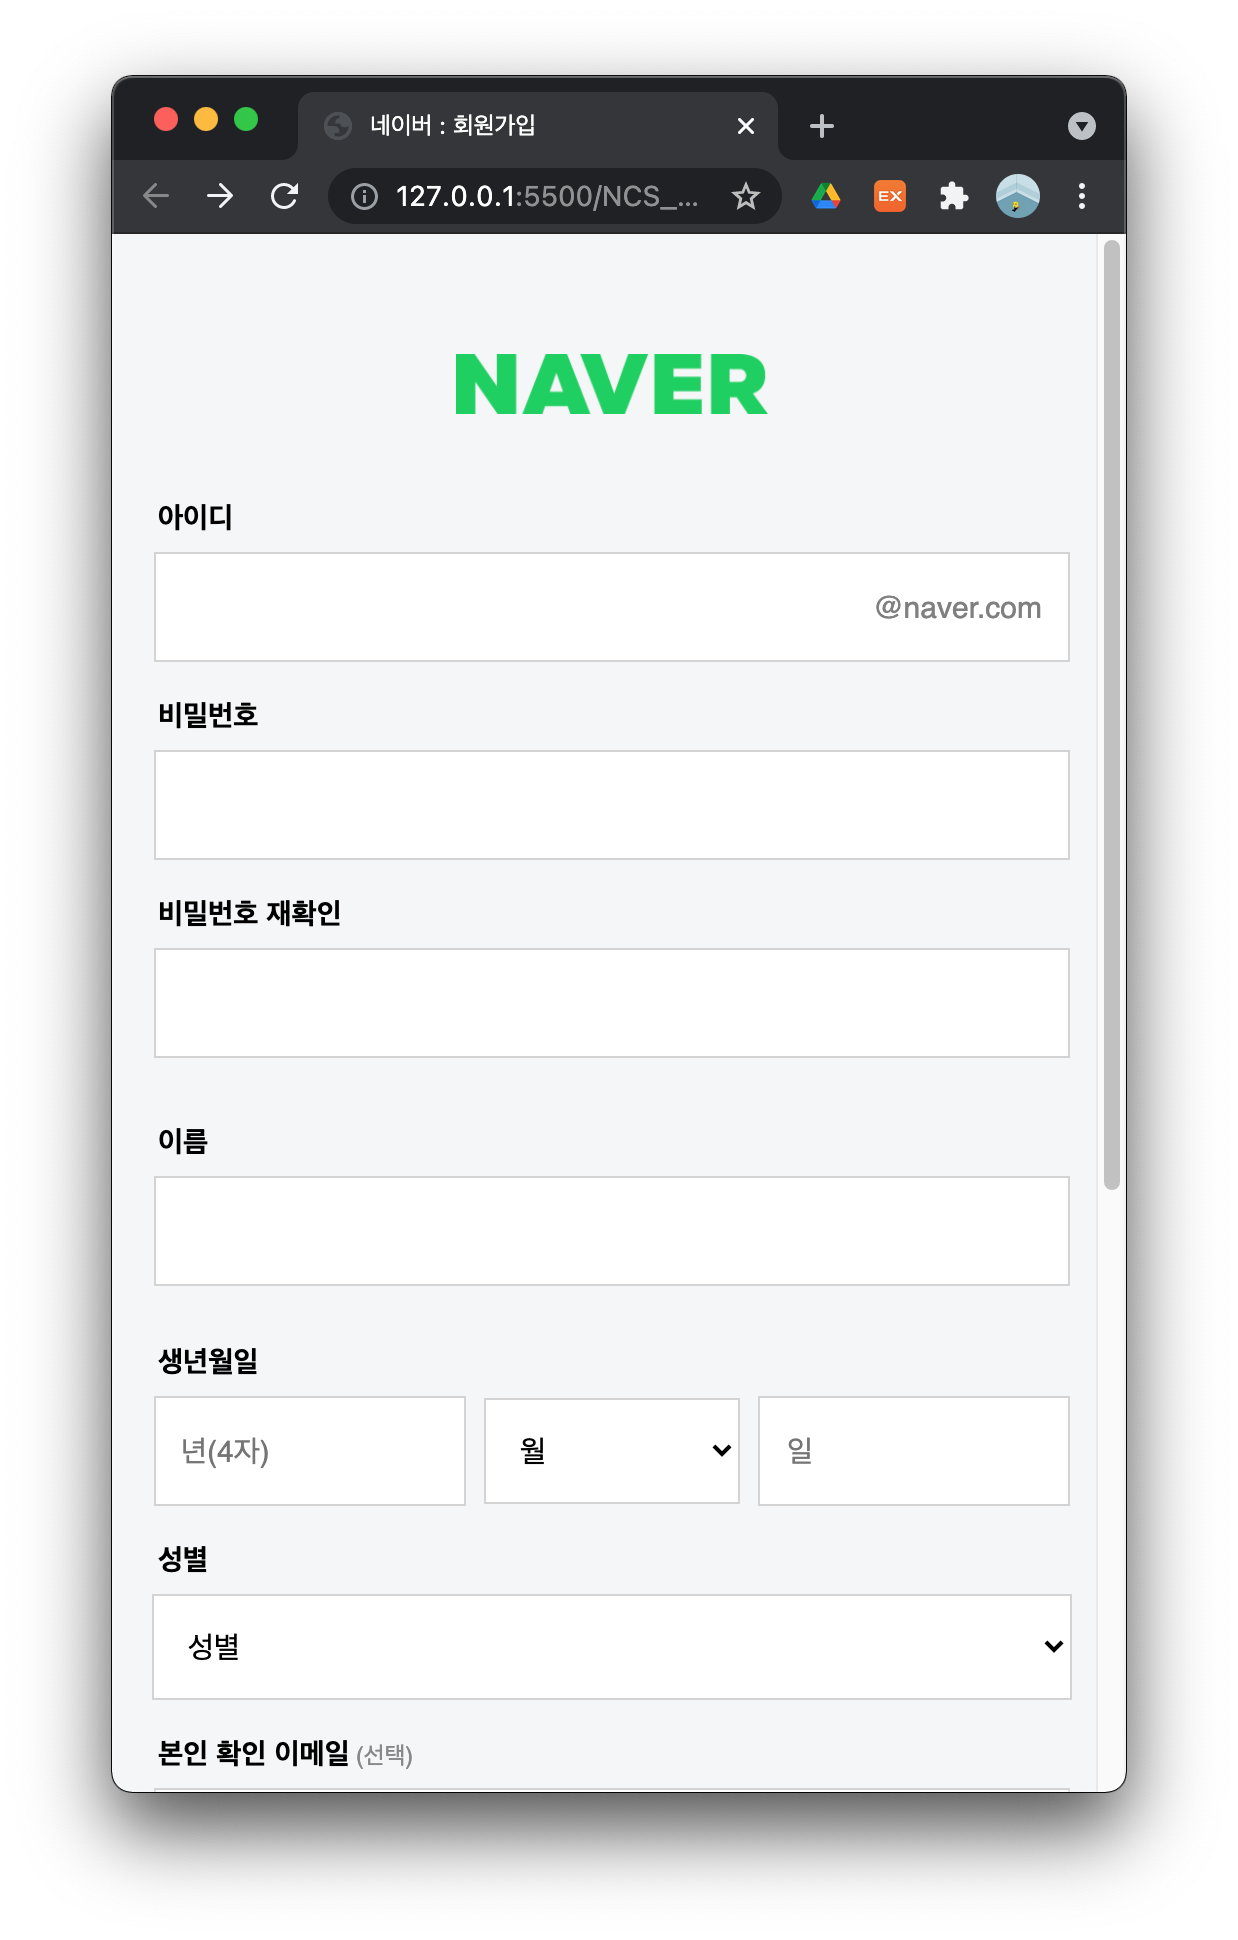 네이버 : 회원가입
127.0.0.1:5500/NCS_...
EX
NAVER
아이디
@naver.com
비밀번호
비밀번호 재확인
이름
생년월일
년(4자) 월 일
성별
성별
본인 확인 이메일 (선택)